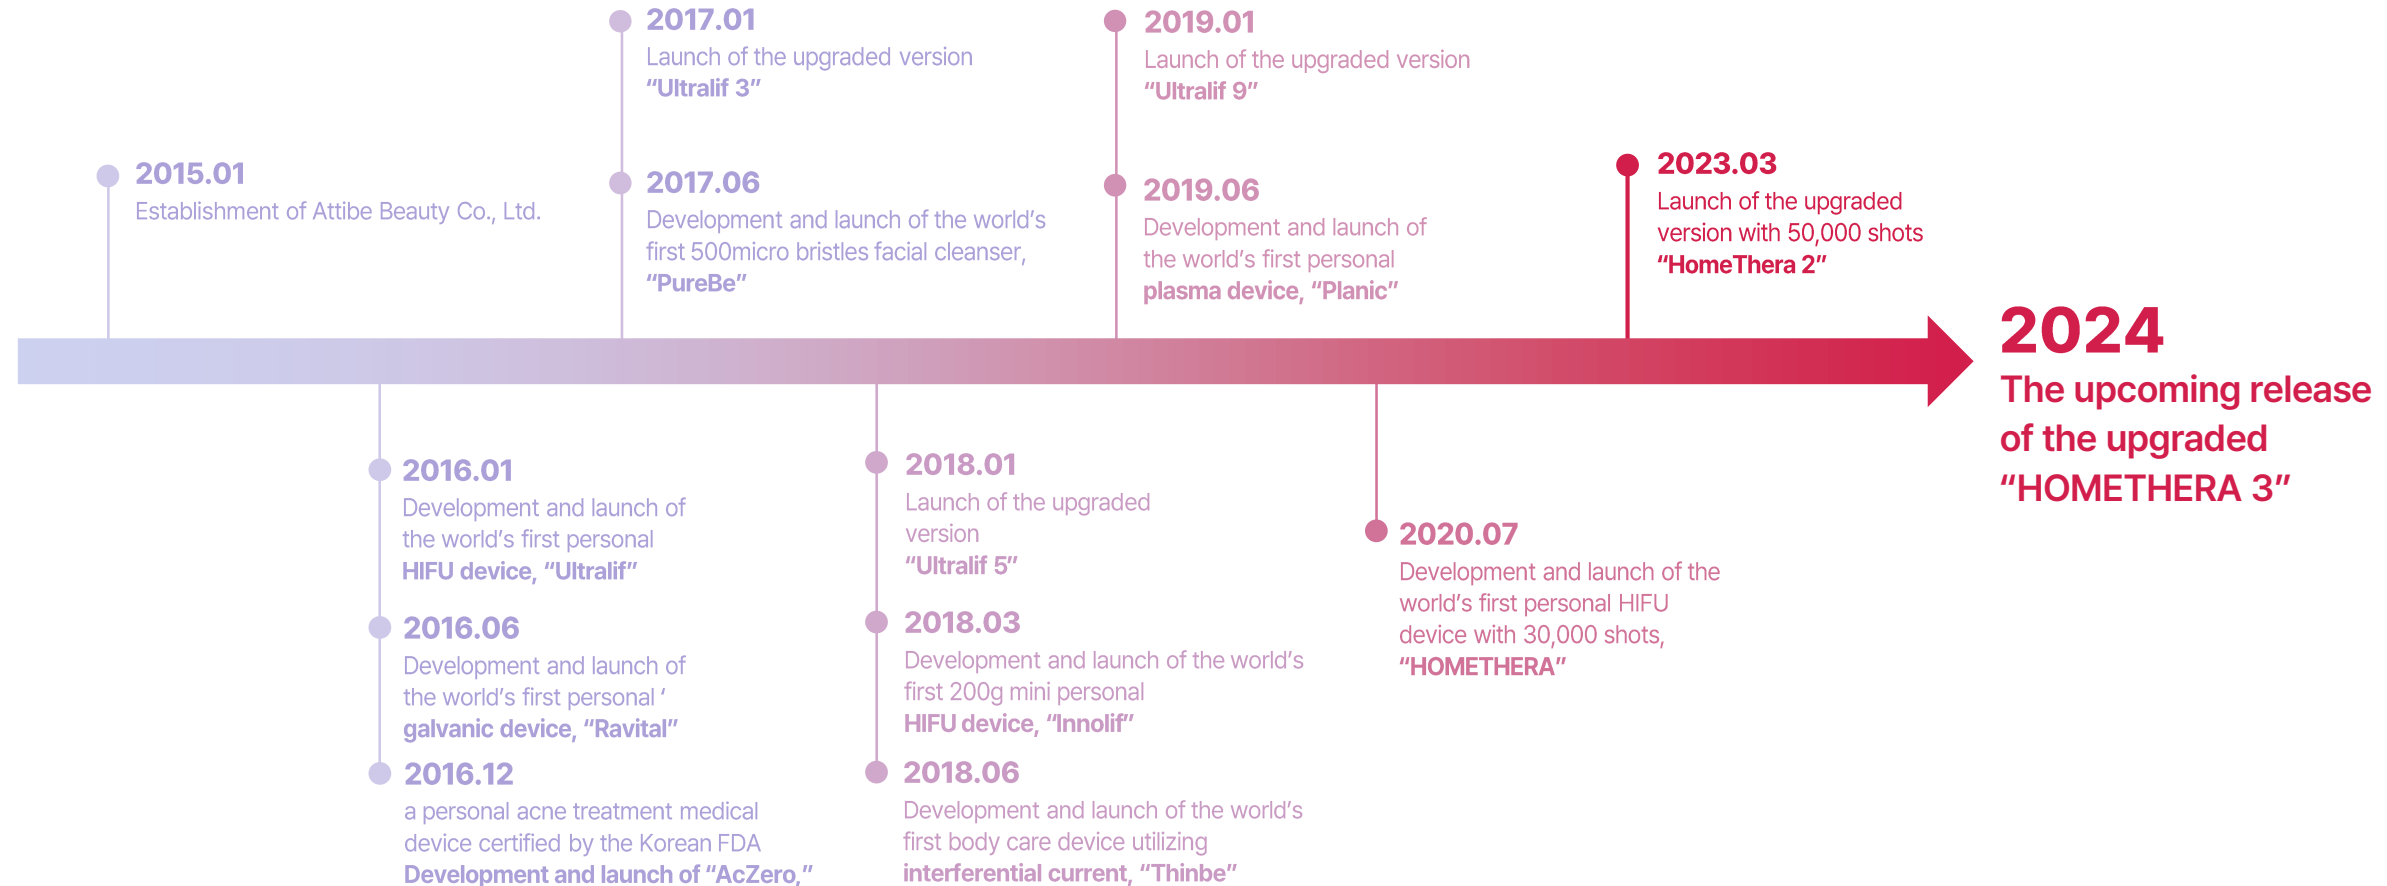 2015.01
Establishment of Attibe Beauty Co., Ltd.
2016.01
Development and launch of
the world's first personal
HIFU device, “Ultralif”
2016.06
Development and launch of
the world's first personal ‘
galvanic device, “Ravital”
2016.12
a personal acne treatment medical
device certified by the Korean FDA
Development and launch of “AcZero,”
2017.01
Launch of the upgraded version
“Ultralif 3”
2017.06
Development and launch of the world's
first 500micro bristles facial cleanser,
“PureBe”
2018.01
Launch of the upgraded
version
“Ultralif 5”
2018.03
Development and launch of the world's
first 200g mini personal
HIFU device, “Innolif”
2018.06
Development and launch of the world's
first body care device utilizing
interferential current, “Thinbe”
2019.01
Launch of the upgraded version
“Ultralif 9”
2019.06
Development and launch of
the world's first personal
plasma device, “Planic”
2020.07
Development and launch of the
world's first personal HIFU
device with 30,000 shots,
“HOMETHERA”
2023.03
Launch of the upgraded
version with 50,000 shots
“HomeThera 2”
2024
The upcoming release
of the upgraded
“HOMETHERA 3”